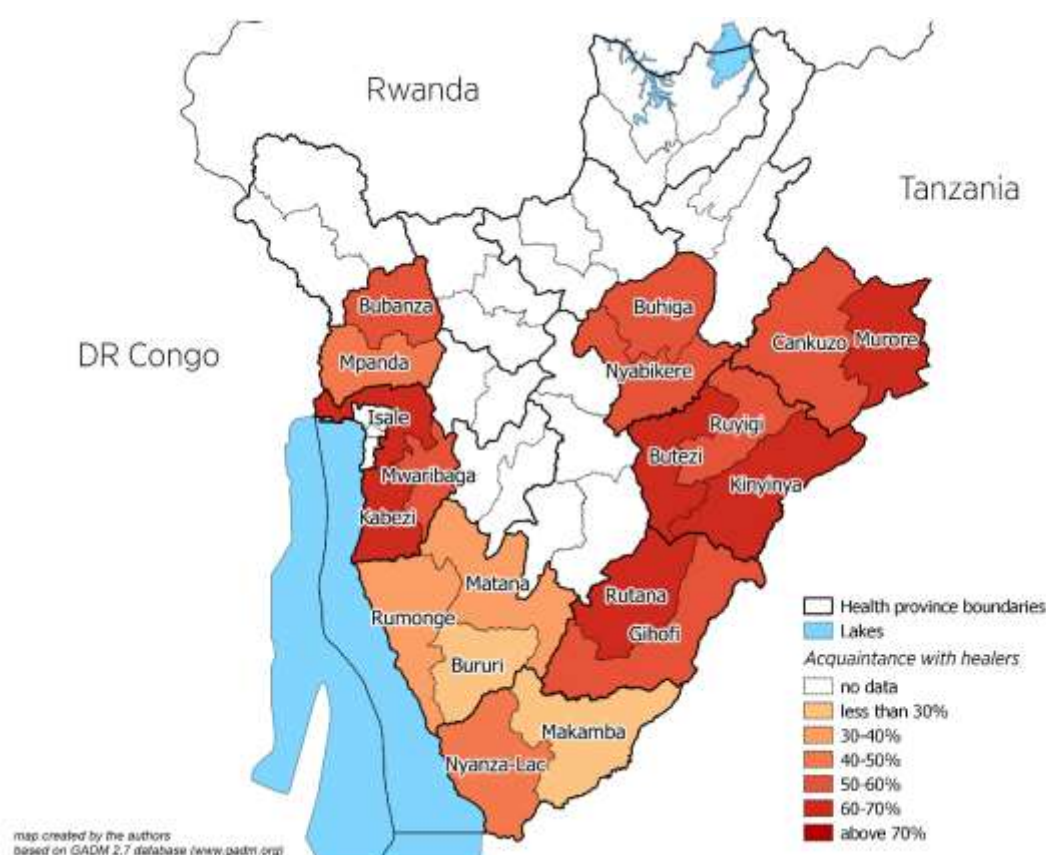 Rwanda
Tanzania
DR Congo
Bubanza
Mpanda
Buhiga
Nyabikere
Cankuzo
Murore
Isale
Mwaribaga
Kabezi
Ruyigi
Butezi
Kinyinya
Matana
Rumonge
Bururi
Rutana
Gihofi
Makamba
Nyanza-Lac
Health province boundaries
Lakes
Acquaintance with healers
no data
less than 30%
30-40%
40-50%
50-60%
60-70%
above 70%
map created by the authors
based on GADM 2.7 database (www.gadm.org)